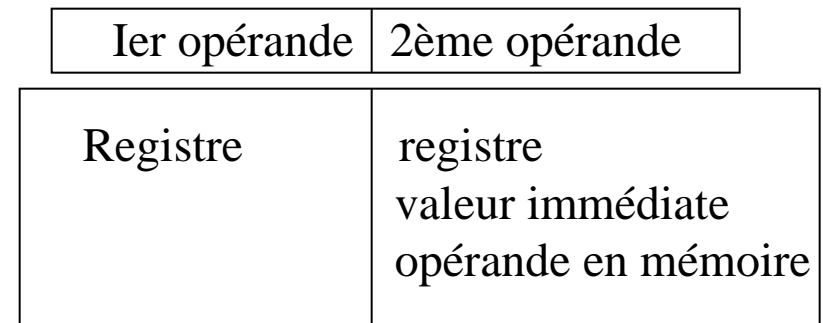 Ier opérande 2ème opérande
Registre registre
valeur immédiate
opérande en mémoire